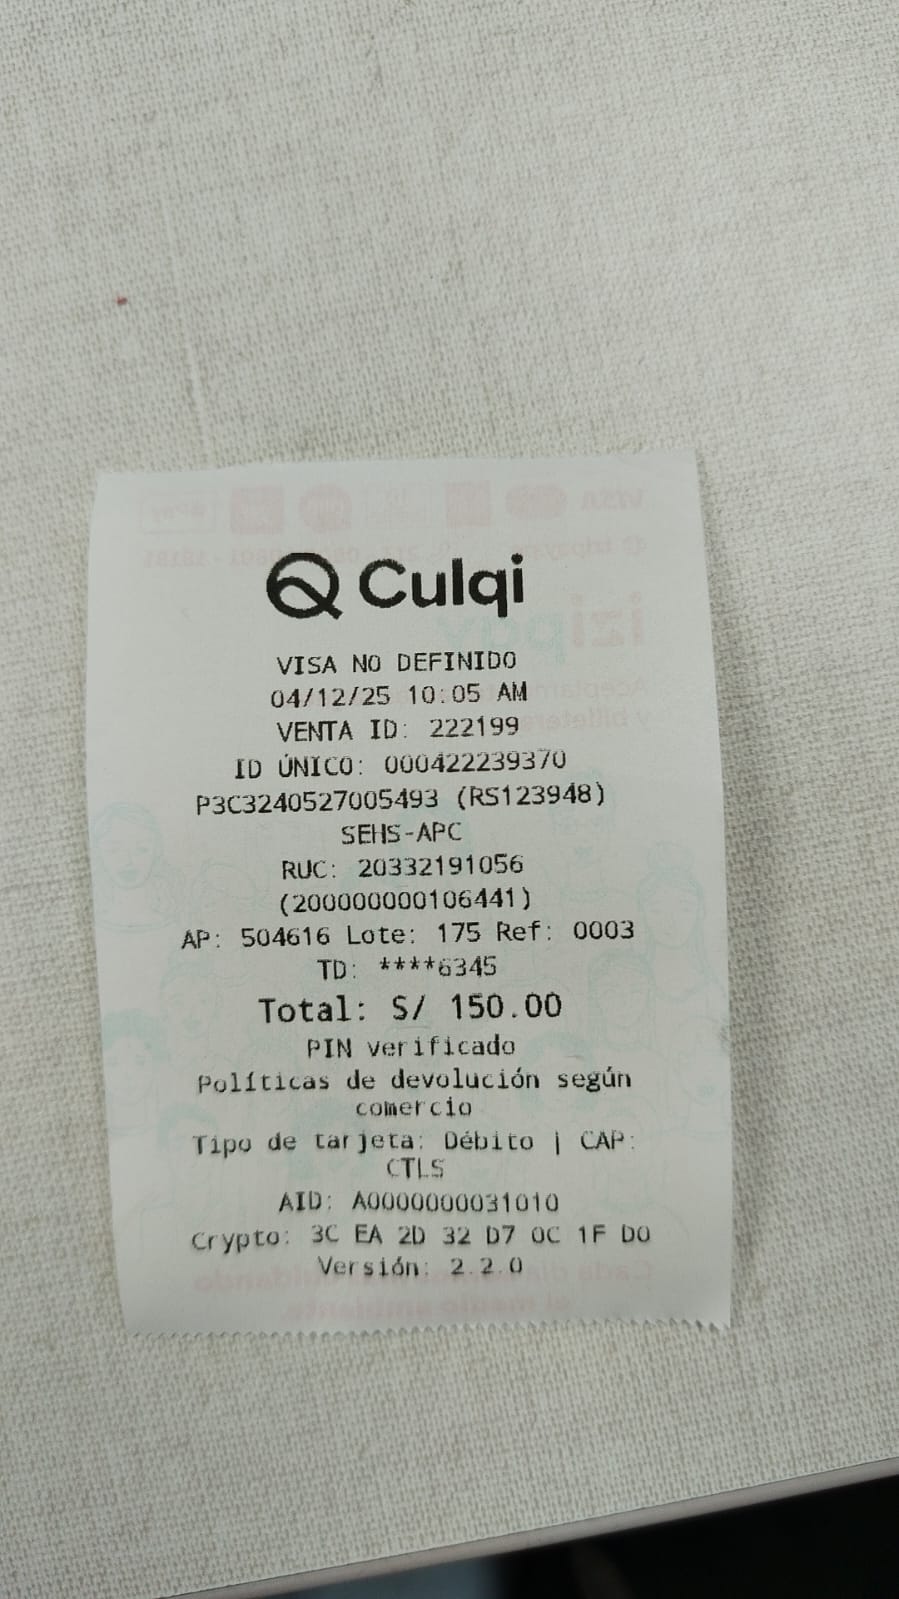 Culqi
VISA NO DEFINIDO
04/12/25 10:05 AM
VENTA ID: 222199
ID ÚNICO: 000422239370
P3C3240527005493 (RS123948)
SEHS-APC
RUC: 20332191056
(200000000106441)
AP: 504616 Lote: 175 Ref: 0003
TD: ****6345
Total: S/ 150.00
PIN verificado
Políticas de devolución según
comercio
Tipo de tarjeta: Débito | CAP:
CTLS
AID: A0000000031010
Crypto: 3C EA 2D 32 D7 0C 1F D0
Versión: 2.2.0